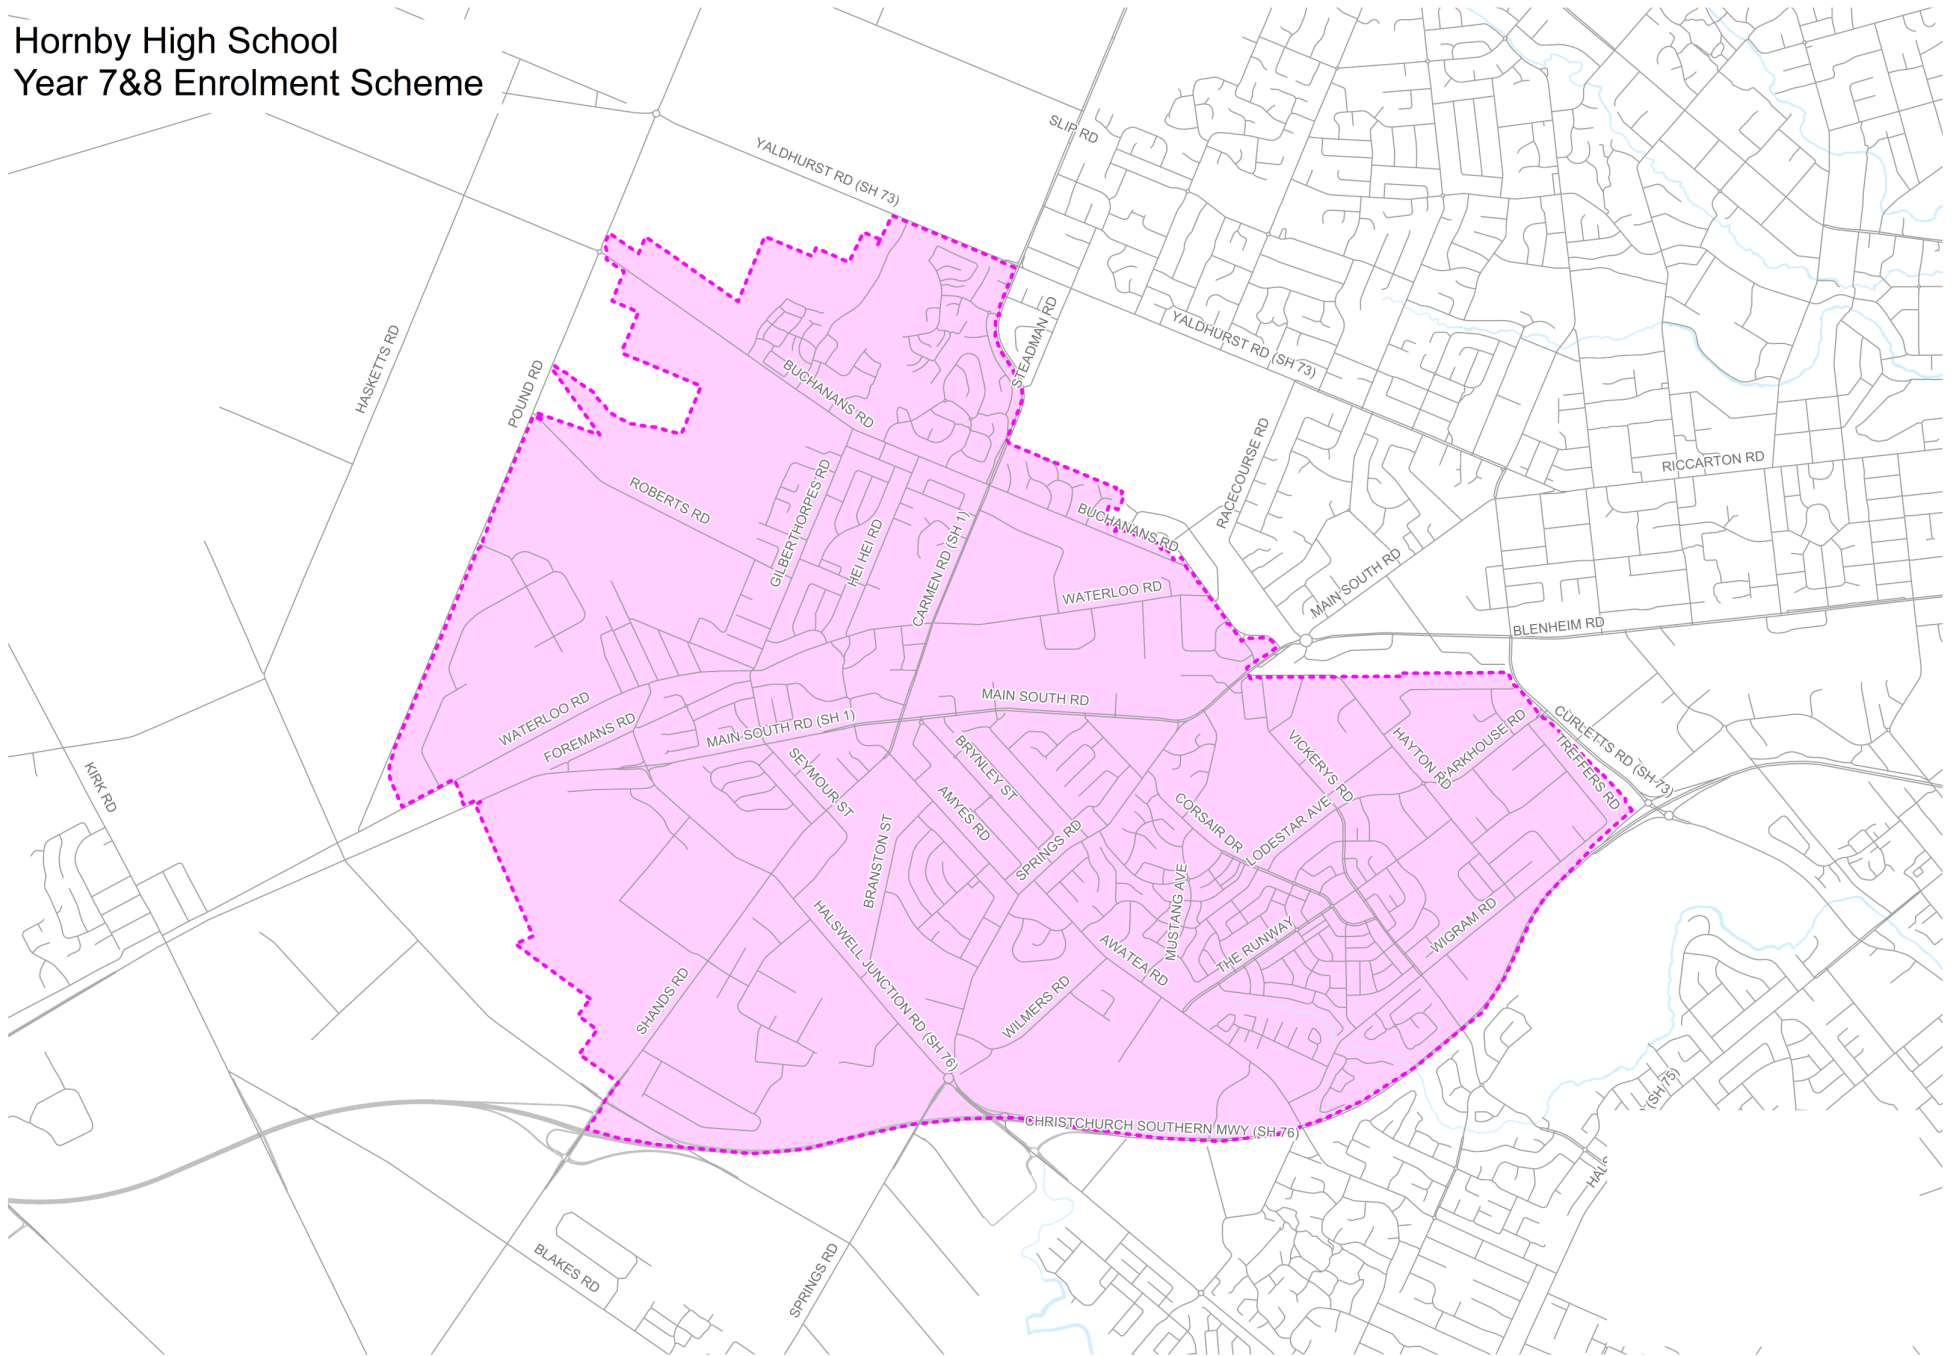 Hornby High School
Year 7&8 Enrolment Scheme
SLIP RD
YALDHURST RD (SH 73)
HASKETTS RD
POUND RD
STEADMAN RD
YALDHURST RD (SH 73)
BUCHANANS RD
RACECOURSE RD
RICCARTON RD
ROBERTS RD
GILBERTHORPES RD
HEI HEI RD
CARMEN RD (SH 1)
BUCHANANS RD
WATERLOO RD
MAIN SOUTH RD
BLENHEIM RD
WATERLOO RD
FOREMANS RD
MAIN SOUTH RD (SH 1)
MAIN SOUTH RD
KIRK RD
SEYMOUR ST
BRYNLEY ST
AMYES RD
VICKERYS RD
HAYTON RD
PARKHOUSE RD
CURLETTS RD (SH 73)
TREFFERS RD
BRANSTON ST
SPRINGS RD
CORSAIR DR
LODESTAR AVE
MUSTANG AVE
THE RUNWAY
WIGRAM RD
AWATEA RD
HALSWELL JUNCTION RD (SH 76)
SHANDS RD
WILMERS RD
CHRISTCHURCH SOUTHERN MWY (SH 76)
(SH 75)
BLAKES RD
SPRINGS RD